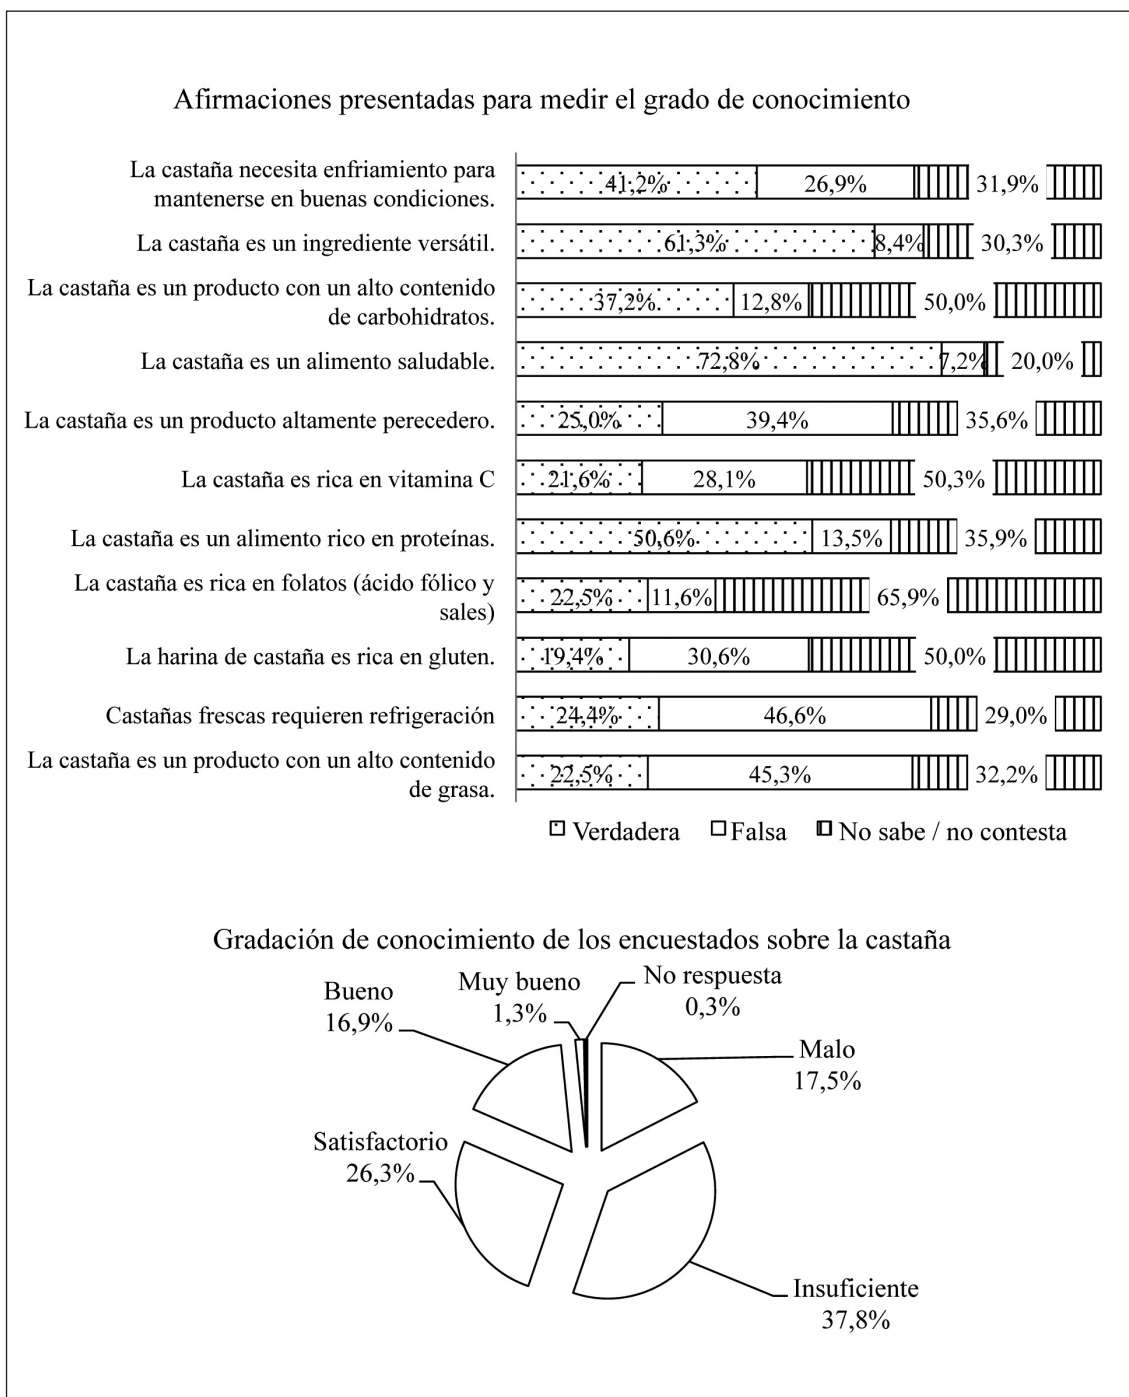 Afirmaciones presentadas para medir el grado de conocimiento
La castaña necesita enfriamiento para
mantenerse en buenas condiciones.
41,2% 26,9% 31,9%
La castaña es un ingrediente versátil.
61,3% 8,4% 30,3%
La castaña es un producto con un alto contenido
de carbohidratos.
37,2% 12,8% 50,0%
La castaña es un alimento saludable.
72,8% 7,2% 20,0%
La castaña es un producto altamente perecedero.
25,0% 39,4% 35,6%
La castaña es rica en vitamina C
21,6% 28,1% 50,3%
La castaña es un alimento rico en proteínas.
50,6% 13,5% 35,9%
La castaña es rica en folatos (ácido fólico y
sales)
22,5% 11,6% 65,9%
La harina de castaña es rica en gluten.
19,4% 30,6% 50,0%
Castañas frescas requieren refrigeración
24,4% 46,6% 29,0%
La castaña es un producto con un alto contenido
de grasa.
22,5% 45,3% 32,2%
Verdadera Falsa No sabe / no contesta
Gradación de conocimiento de los encuestados sobre la castaña
No respuesta
0,3%
Muy bueno
1,3%
Bueno
16,9%
Malo
17,5%
Satisfactorio
26,3%
Insuficiente
37,8%